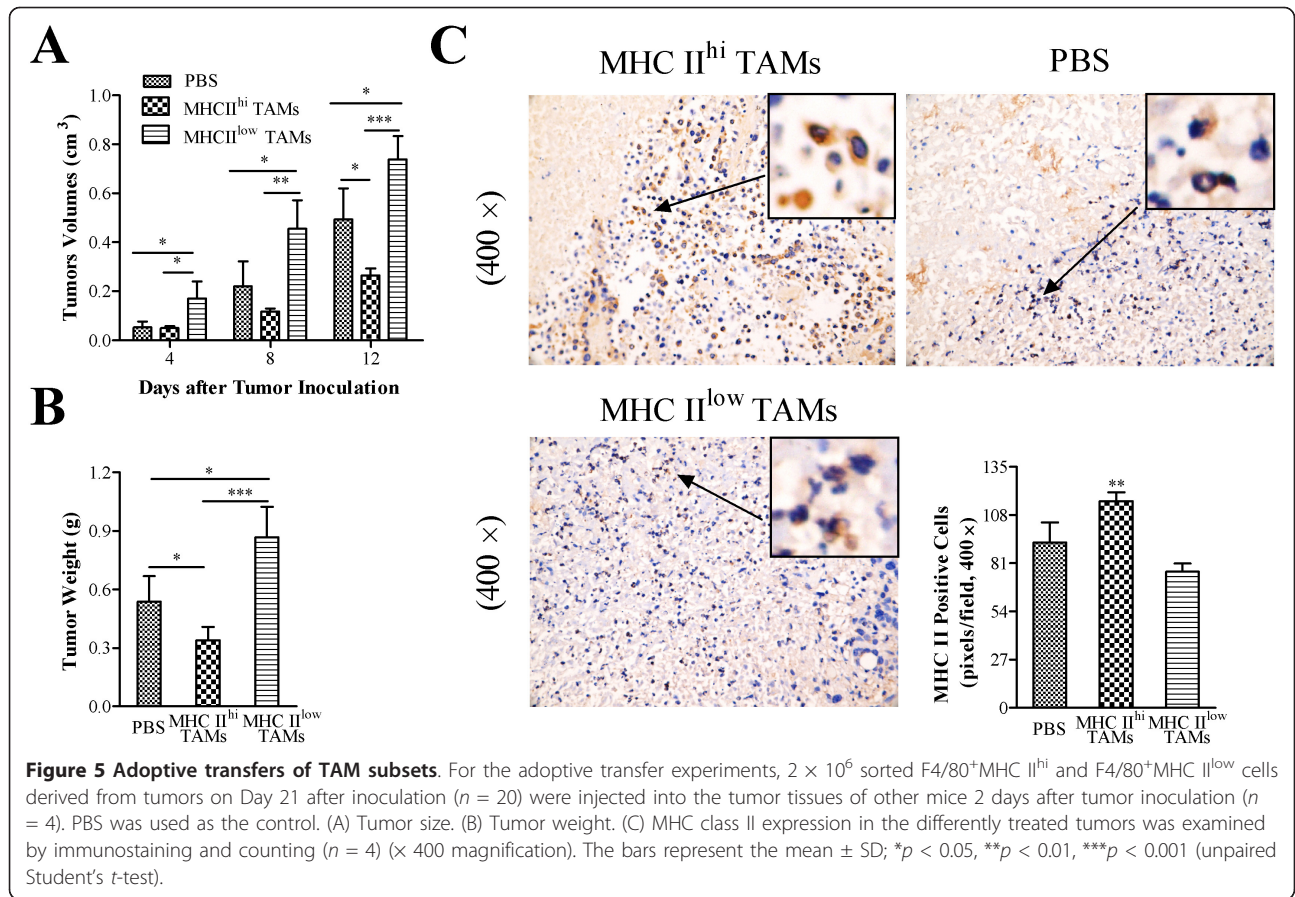 A
PBS
MHCII^hi TAMs
MHCII^low TAMs
Tumors Volumes (cm³)
1.0
0.8
0.6
0.4
0.2
0.0
* * * ** * * ***
4 8 12
Days after Tumor Inoculation
B
Tumor Weight (g)
1.2
0.9
0.6
0.3
0.0
*
***
*
PBS MHC II^hi TAMs MHC II^low TAMs
C
MHC II^hi TAMs
PBS
(400 ×)
MHC II^low TAMs
(400 ×)
MHC II Positive Cells
(pixels/field, 400 ×)
135
108
81
54
27
0
**
PBS MHC II^hi TAMs MHC II^low TAMs
Figure 5 Adoptive transfers of TAM subsets. For the adoptive transfer experiments, 2 × 10⁶ sorted F4/80⁺MHC II^hi and F4/80⁺MHC II^low cells
derived from tumors on Day 21 after inoculation (n = 20) were injected into the tumor tissues of other mice 2 days after tumor inoculation (n
= 4). PBS was used as the control. (A) Tumor size. (B) Tumor weight. (C) MHC class II expression in the differently treated tumors was examined
by immunostaining and counting (n = 4) (× 400 magnification). The bars represent the mean ± SD; *p < 0.05, **p < 0.01, ***p < 0.001 (unpaired
Student's t-test).